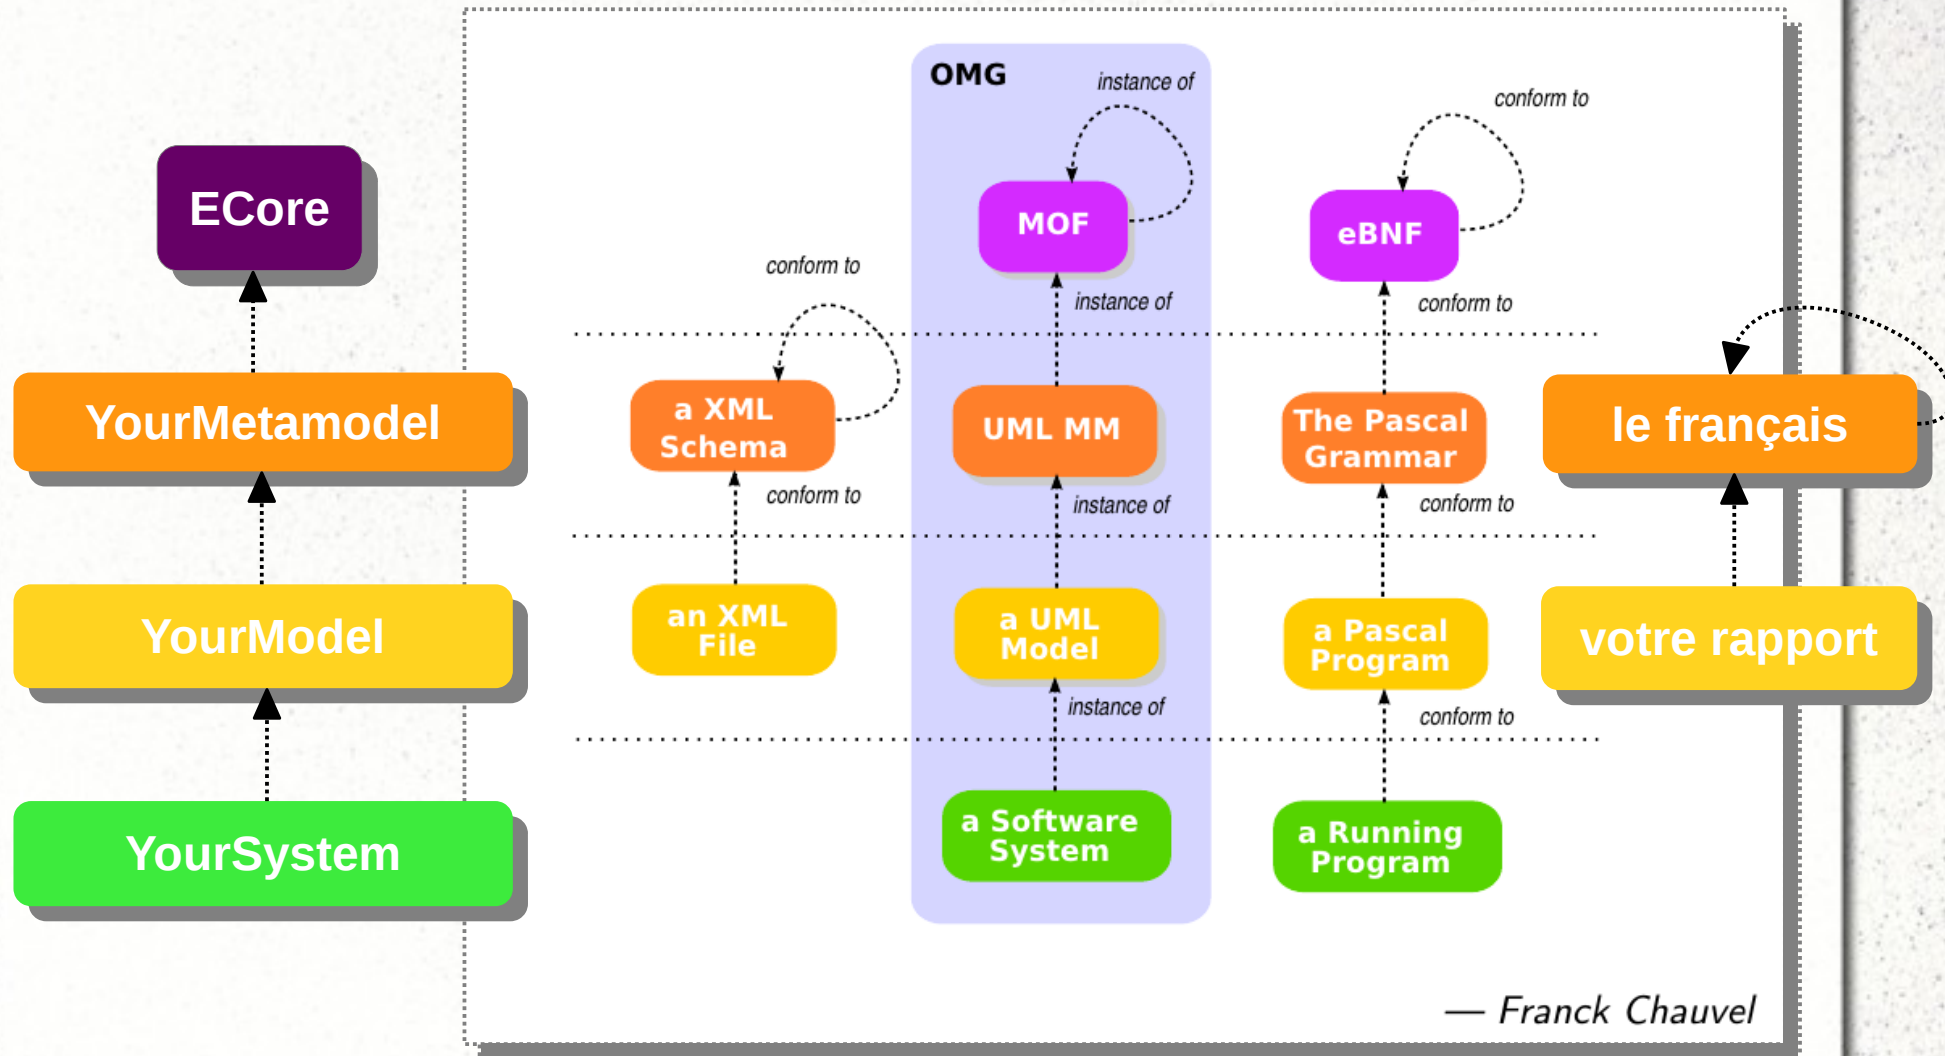 OMG
instance of
conform to
ECore
MOF
eBNF
conform to
instance of
conform to
YourMetamodel
a XML
Schema
UML MM
The Pascal
Grammar
le français
conform to
instance of
conform to
YourModel
an XML
File
a UML
Model
a Pascal
Program
votre rapport
instance of
conform to
YourSystem
a Software
System
a Running
Program
— Franck Chauvel